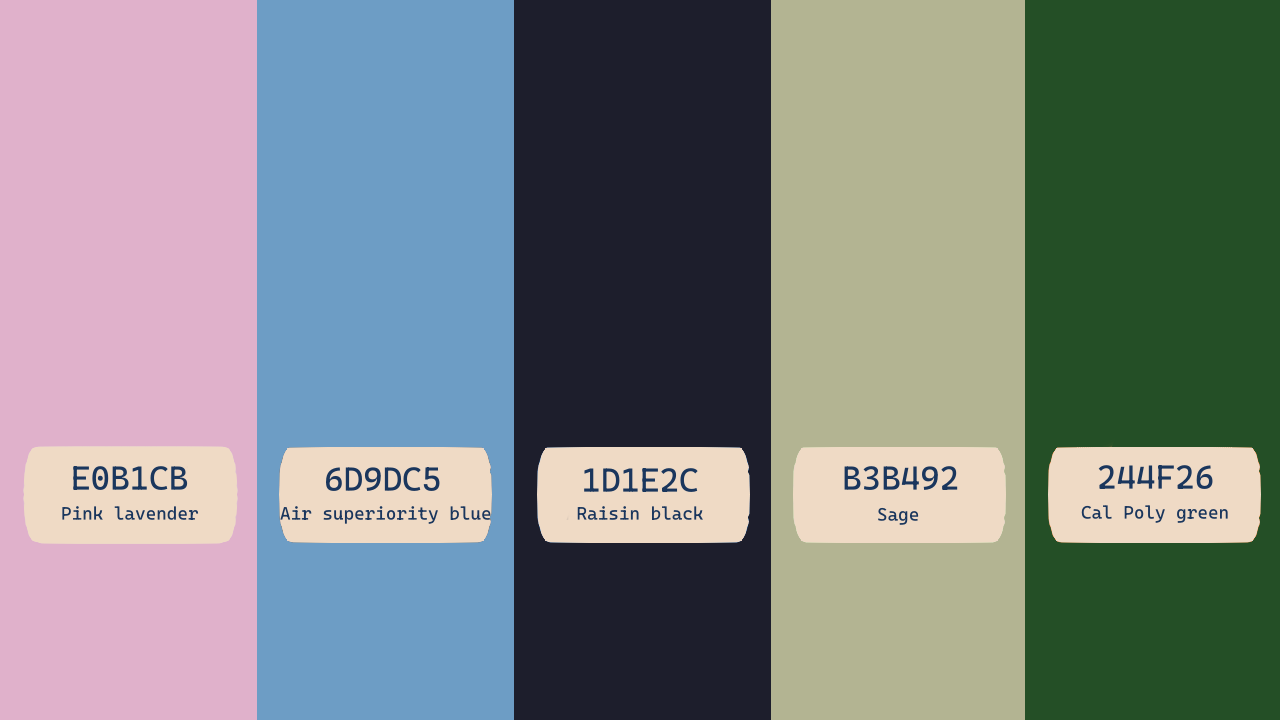 E0B1CB
Pink lavender
6D9DC5
Air superiority blue
1D1E2C
Raisin black
B3B492
Sage
244F26
Cal Poly green